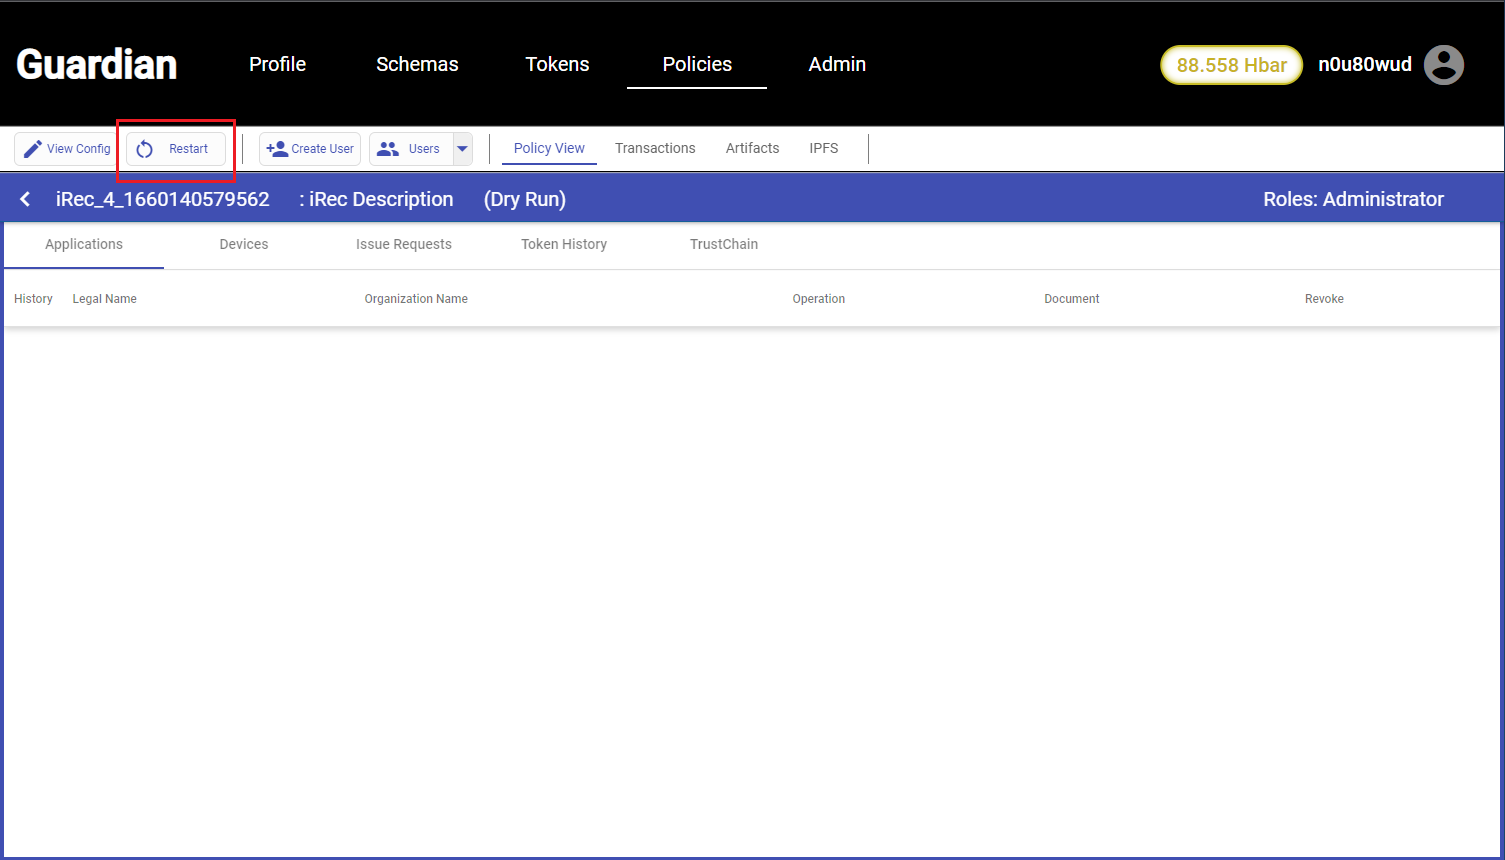 Guardian Profile Schemas Tokens Policies Admin 88.558 Hbar n0u80wud
View Config Restart Create User Users Policy View Transactions Artifacts IPFS
iRec_4_1660140579562 : iRec Description (Dry Run) Roles: Administrator
Applications Devices Issue Requests Token History TrustChain
History Legal Name Organization Name Operation Document Revoke